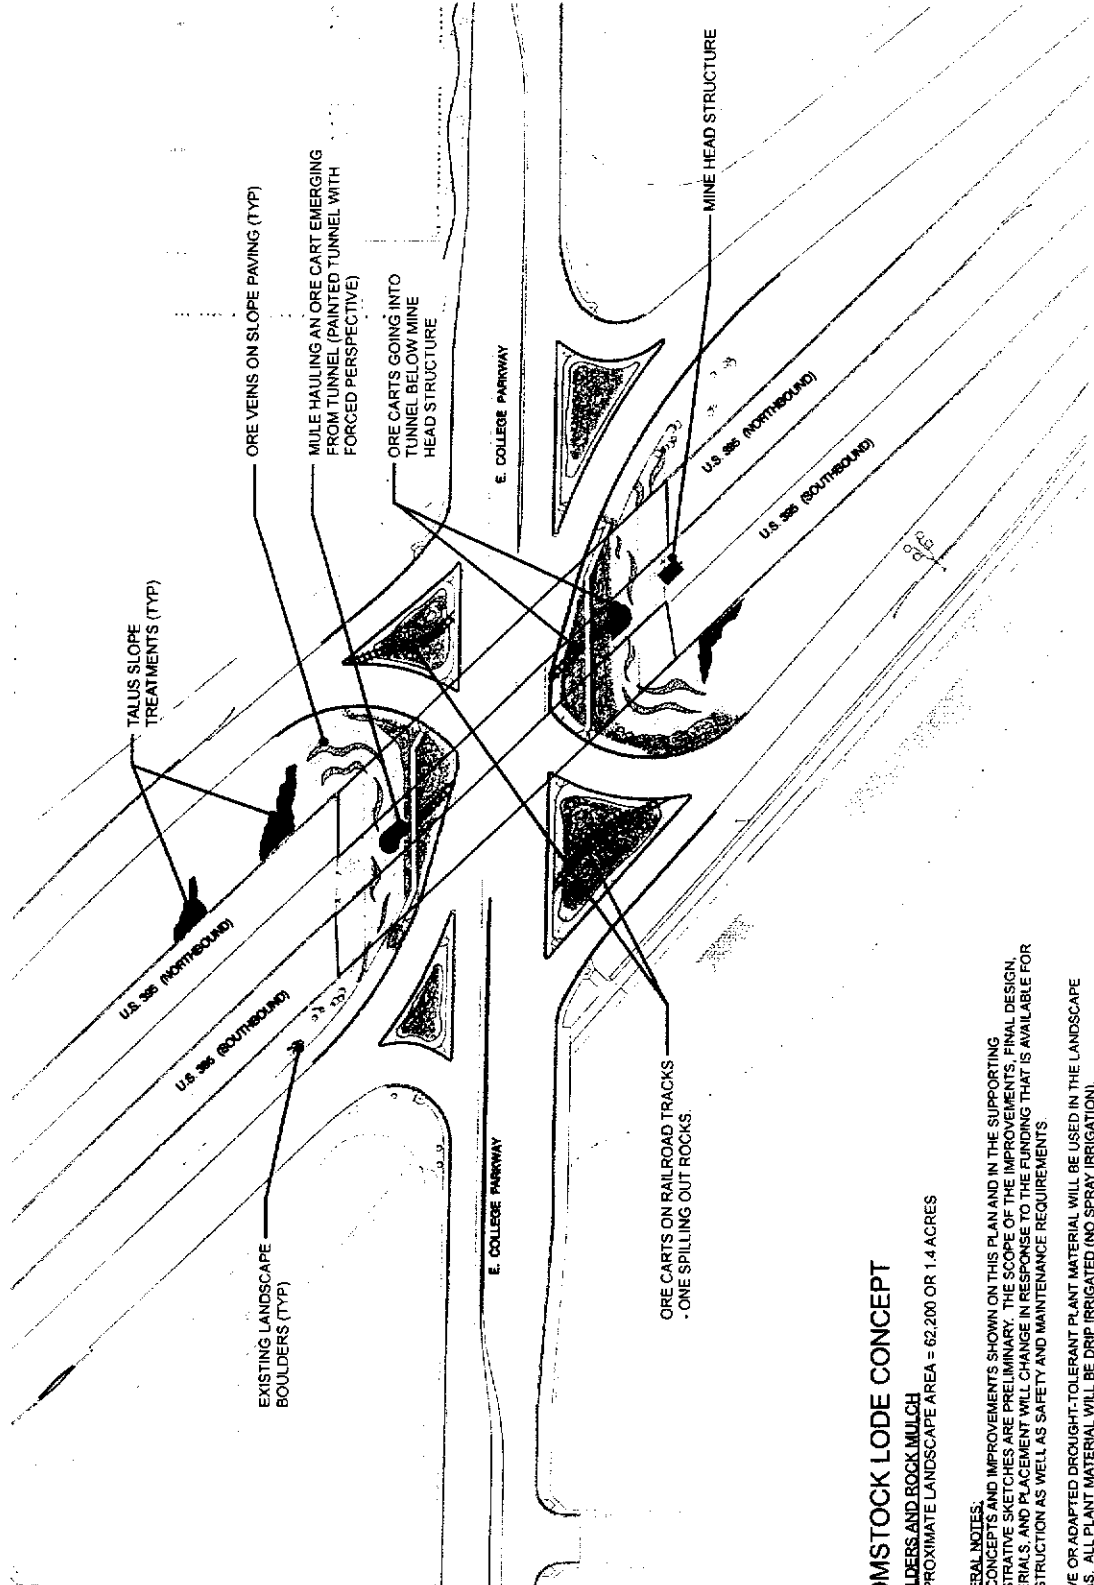 TALUS SLOPE
TREATMENTS (TYP)
ORE VEINS ON SLOPE PAVING (TYP)
MULE HAULING AN ORE CART EMERGING
FROM TUNNEL (PAINTED TUNNEL WITH
FORCED PERSPECTIVE)
ORE CARTS GOING INTO
TUNNEL BELOW MINE
HEAD STRUCTURE
MINE HEAD STRUCTURE
EXISTING LANDSCAPE
BOULDERS (TYP)
U.S. 395 (NORTHBOUND)
U.S. 395 (SOUTHBOUND)
E. COLLEGE PARKWAY
E. COLLEGE PARKWAY
U.S. 395 (NORTHBOUND)
U.S. 395 (SOUTHBOUND)
ORE CARTS ON RAILROAD TRACKS
- ONE SPILLING OUT ROCKS.
OMSTOCK LODE CONCEPT
LDERS AND ROCK MULCH
PROXIMATE LANDSCAPE AREA = 62,200 OR 1.4 ACRES
ERAL NOTES:
CONCEPTS AND IMPROVEMENTS SHOWN ON THIS PLAN AND IN THE SUPPORTING
STRATIVE SKETCHES ARE PRELIMINARY. THE SCOPE OF THE IMPROVEMENTS, FINAL DESIGN,
RIALS, AND PLACEMENT WILL CHANGE IN RESPONSE TO THE FUNDING THAT IS AVAILABLE FOR
STRUCTION AS WELL AS SAFETY AND MAINTENANCE REQUIREMENTS.
VE OR ADAPTED DROUGHT-TOLERANT PLANT MATERIAL WILL BE USED IN THE LANDSCAPE
S. ALL PLANT MATERIAL WILL BE DRIP IRRIGATED (NO SPRAY IRRIGATION).